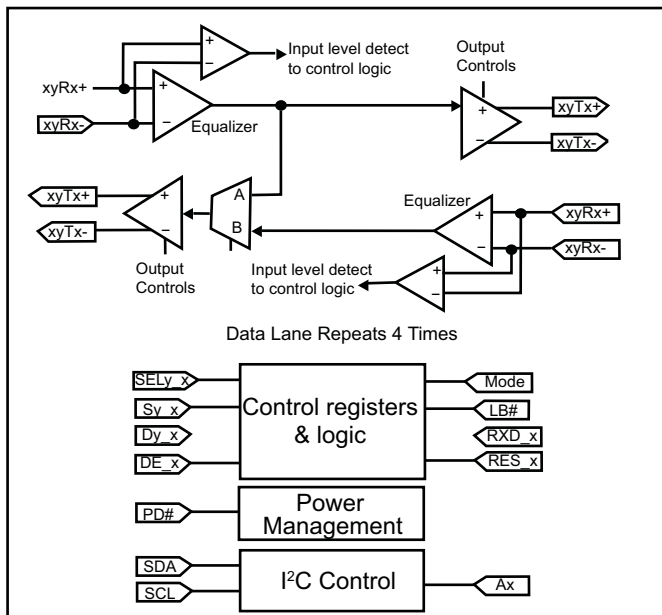 Input level detect
to control logic
Output
Controls
+
−
xyRx+
+
−
xyRx-
Equalizer
+
−
xyTx+
xyTx-
xyTx+
xyTx-
+
−
A
B
Output
Controls
Equalizer
+
−
xyRx+
xyRx-
Input level detect
to control logic
+
−
Data Lane Repeats 4 Times
SELy_x
Sy_x
Dy_x
DE_x
Control registers
& logic
Mode
LB#
RXD_x
RES_x
PD#
Power
Management
SDA
SCL
I²C Control
Ax